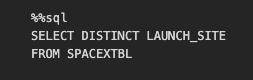 %%sql
SELECT DISTINCT LAUNCH_SITE
FROM SPACEXTBL